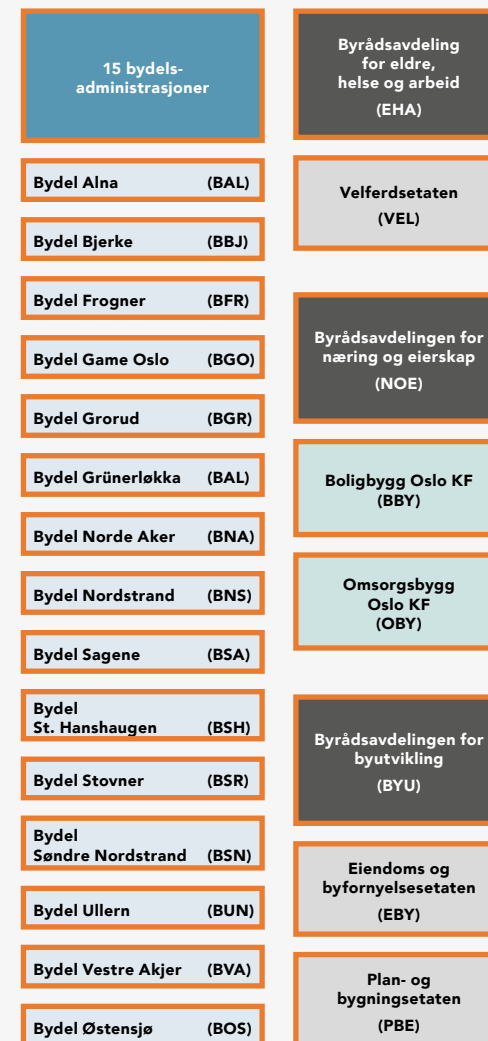 15 bydels-
administrasjoner
Bydel Alna (BAL)
Bydel Bjerke (BBJ)
Bydel Frogner (BFR)
Bydel Game Oslo (BGO)
Bydel Grorud (BGR)
Bydel Grünerløkka (BAL)
Bydel Norde Aker (BNA)
Bydel Nordstrand (BNS)
Bydel Sagene (BSA)
Bydel
St. Hanshaugen (BSH)
Bydel Stovner (BSR)
Bydel
Søndre Nordstrand (BSN)
Bydel Ullern (BUN)
Bydel Vestre Akjer (BVA)
Bydel Østensjø (BOS)
Byrådsavdeling
for eldre,
helse og arbeid
(EHA)
Velferdsetaten
(VEL)
Byrådsavdelingen for
næring og eierskap
(NOE)
Boligbygg Oslo KF
(BBY)
Omsorgsbygg
Oslo KF
(OBY)
Byrådsavdelingen for
byutvikling
(BYU)
Eiendoms og
byfornyelsesetaten
(EBY)
Plan- og
bygningsetaten
(PBE)